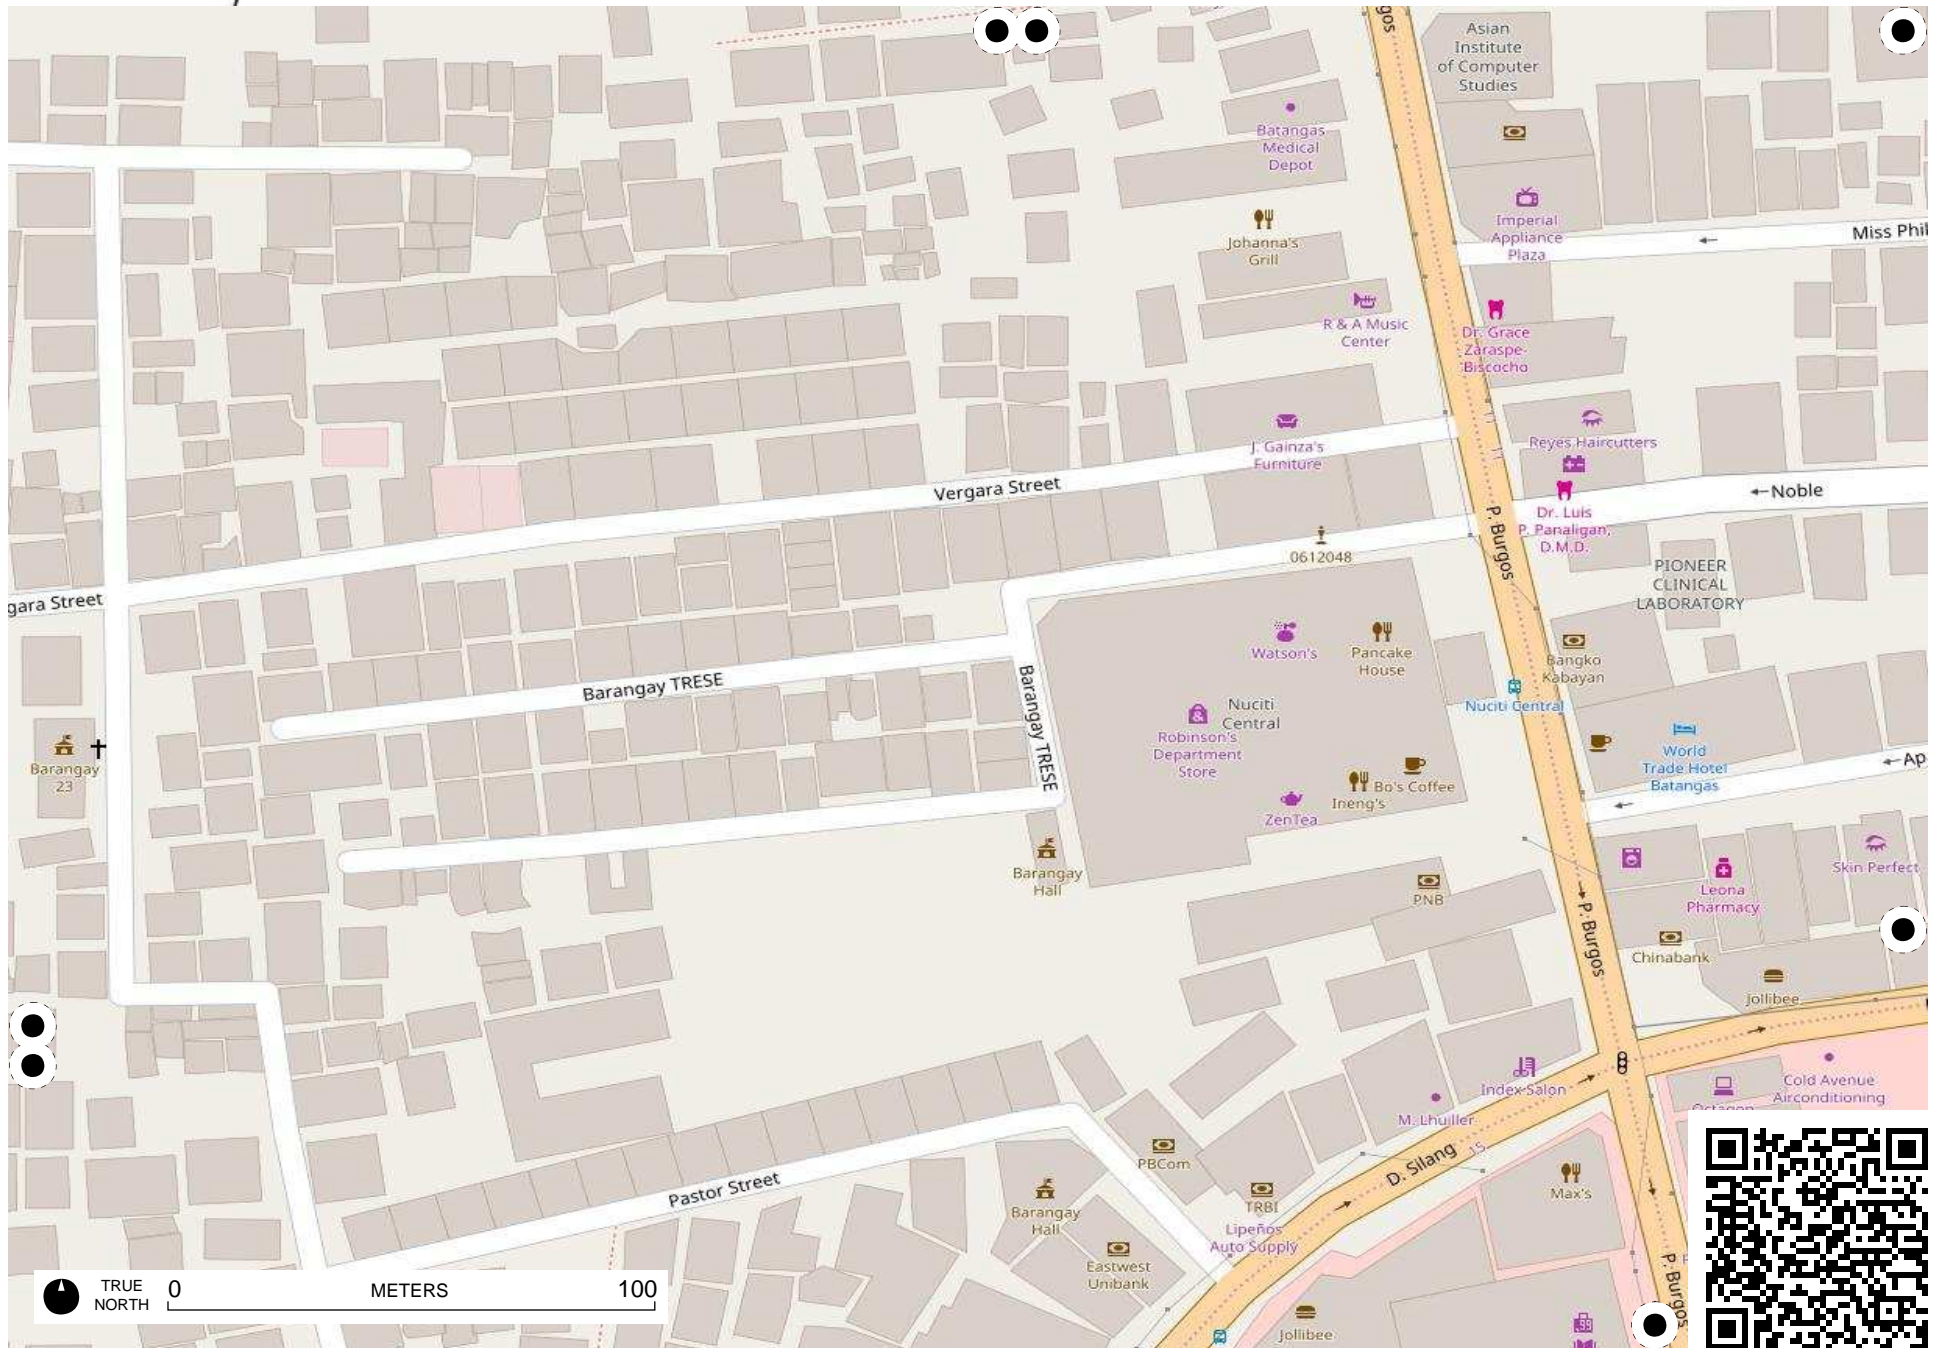 gos
Asian
Institute
of Computer
Studies
Batangas
Medical
Depot
Imperial
Appliance
Plaza
Miss Phil
Johanna's
Grill
R & A Music
Center
Dr. Grace
Zaraspe-
Biscocho
J. Gainza's
Furniture
Reyes Haircutters
Vergara Street
←Noble
Dr. Luis
P. Panaligan,
D.M.D.
P. Burgos
0612048
PIONEER
CLINICAL
LABORATORY
gara Street
Watson's
Pancake
House
Bangko
Kabayan
Barangay TRESE
Barangay TRESE
Nuciti
Central
Nuciti Central
Robinson's
Department
Store
World
Trade Hotel
Batangas
←Ap
Barangay
23
Bo's Coffee
Ineng's
ZenTea
Barangay
Hall
PNB
Leona
Pharmacy
Skin Perfect
P. Burgos
Chinabank
Jollibee
Index Salon
M. Lhuiller
Cold Avenue
Airconditioning
Octagon
PBCom
D. Silang
15
Max's
Pastor Street
Barangay
Hall
TRBI
Lipeños
Auto Supply
Eastwest
Unibank
P. Burgos
Jollibee
TRUE
NORTH
0
METERS
100